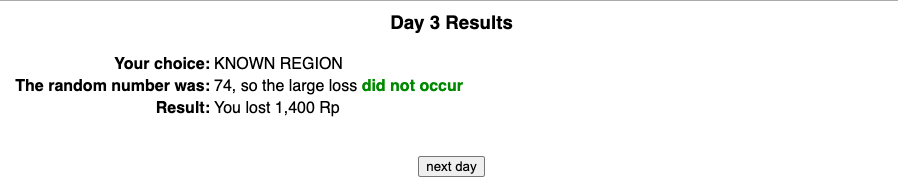 Day 3 Results
Your choice: KNOWN REGION
The random number was: 74, so the large loss did not occur
Result: You lost 1,400 Rp
next day